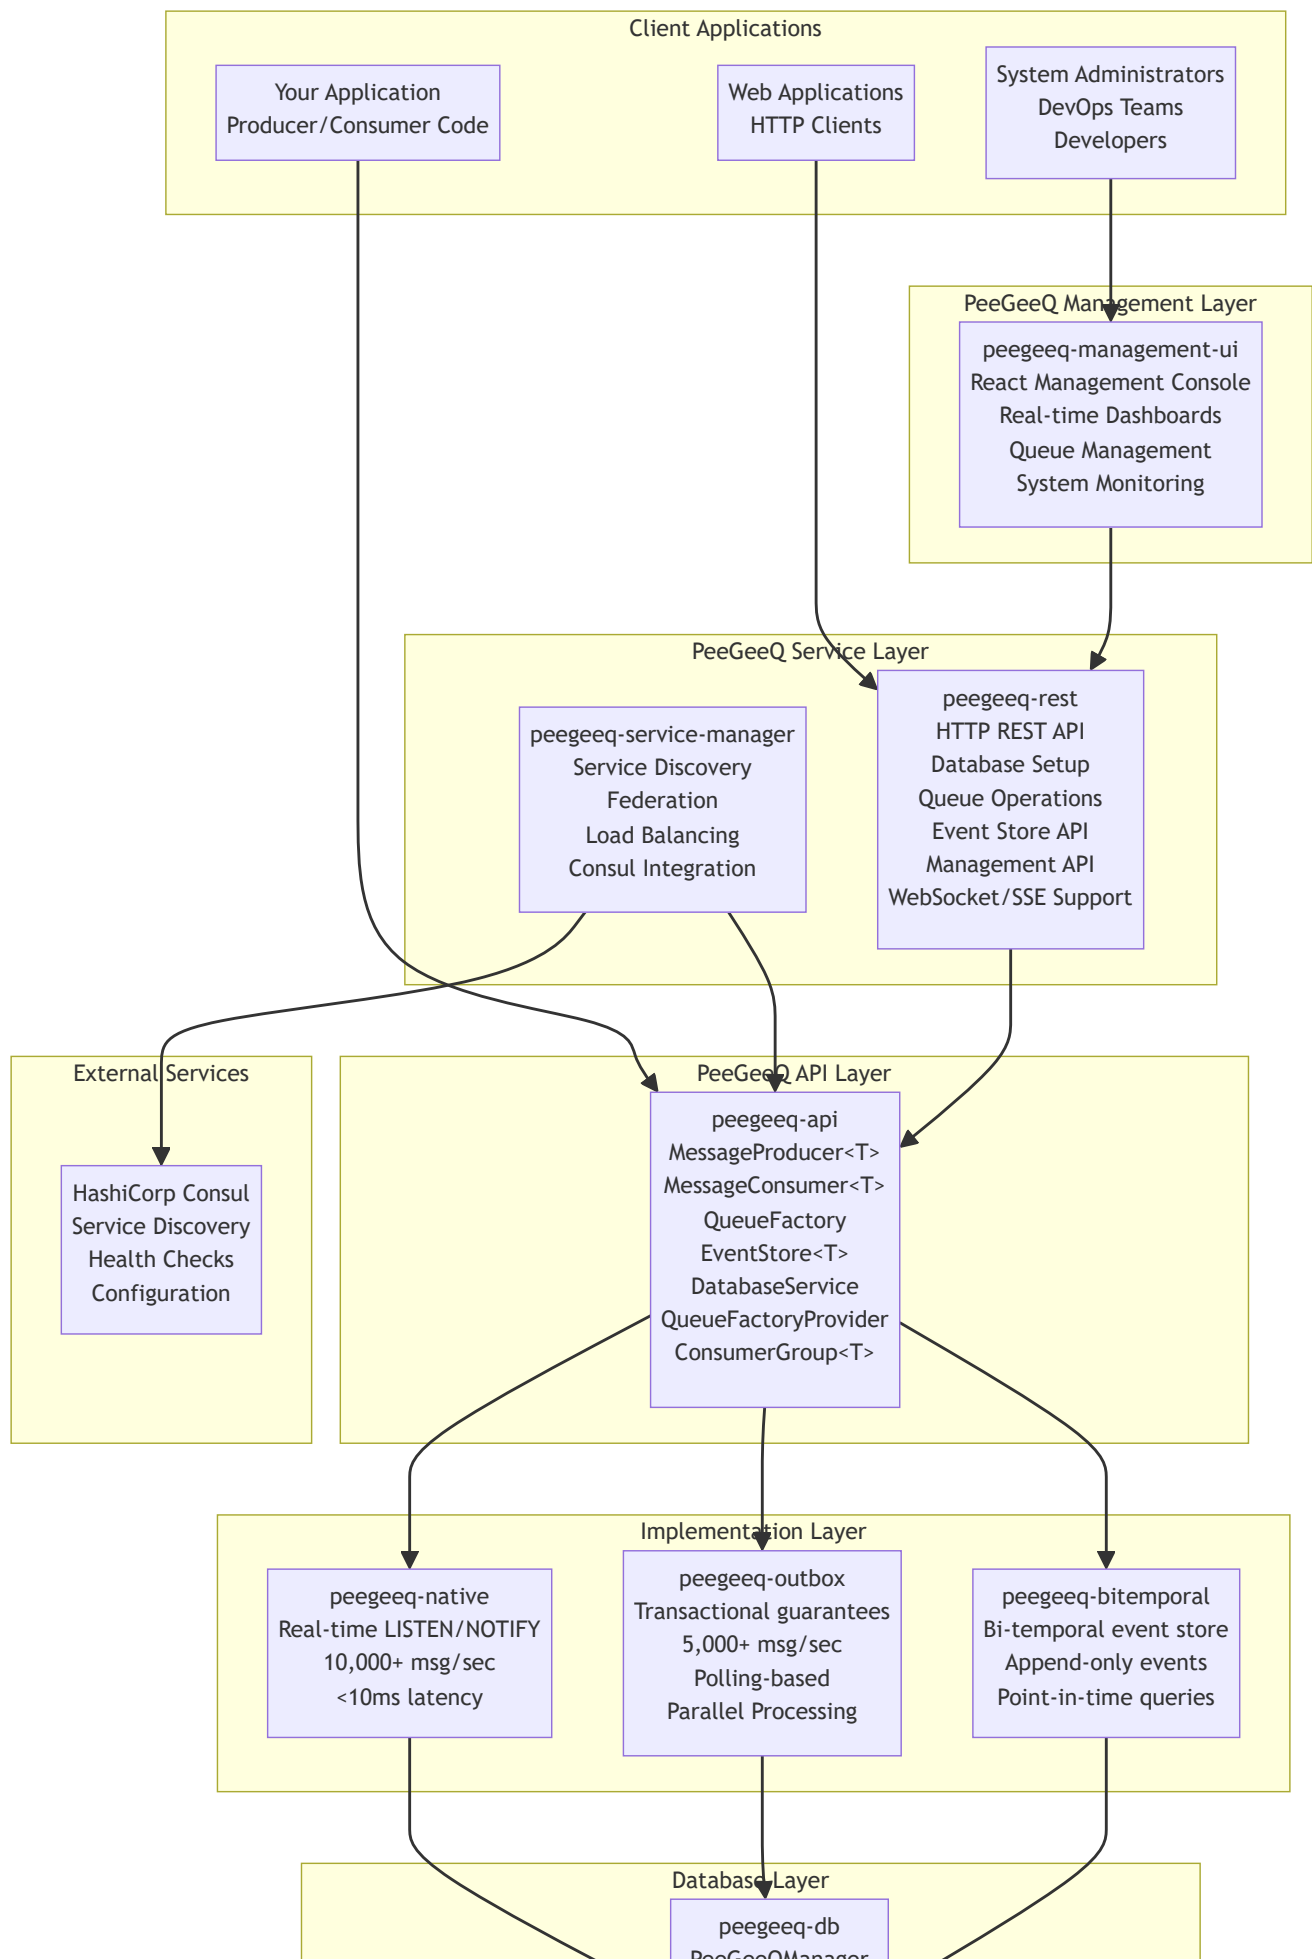 Client Applications
Your Application
Producer/Consumer Code
Web Applications
HTTP Clients
System Administrators
DevOps Teams
Developers
PeeGeeQ Management Layer
peegeeq-management-ui
React Management Console
Real-time Dashboards
Queue Management
System Monitoring
PeeGeeQ Service Layer
peegeeq-service-manager
Service Discovery
Federation
Load Balancing
Consul Integration
peegeeq-rest
HTTP REST API
Database Setup
Queue Operations
Event Store API
Management API
WebSocket/SSE Support
External Services
HashiCorp Consul
Service Discovery
Health Checks
Configuration
PeeGeeQ API Layer
peegeeq-api
MessageProducer<T>
MessageConsumer<T>
QueueFactory
EventStore<T>
DatabaseService
QueueFactoryProvider
ConsumerGroup<T>
Implementation Layer
peegeeq-native
Real-time LISTEN/NOTIFY
10,000+ msg/sec
<10ms latency
peegeeq-outbox
Transactional guarantees
5,000+ msg/sec
Polling-based
Parallel Processing
peegeeq-bitemporal
Bi-temporal event store
Append-only events
Point-in-time queries
Database Layer
peegeeq-db
PeeGeeQManager